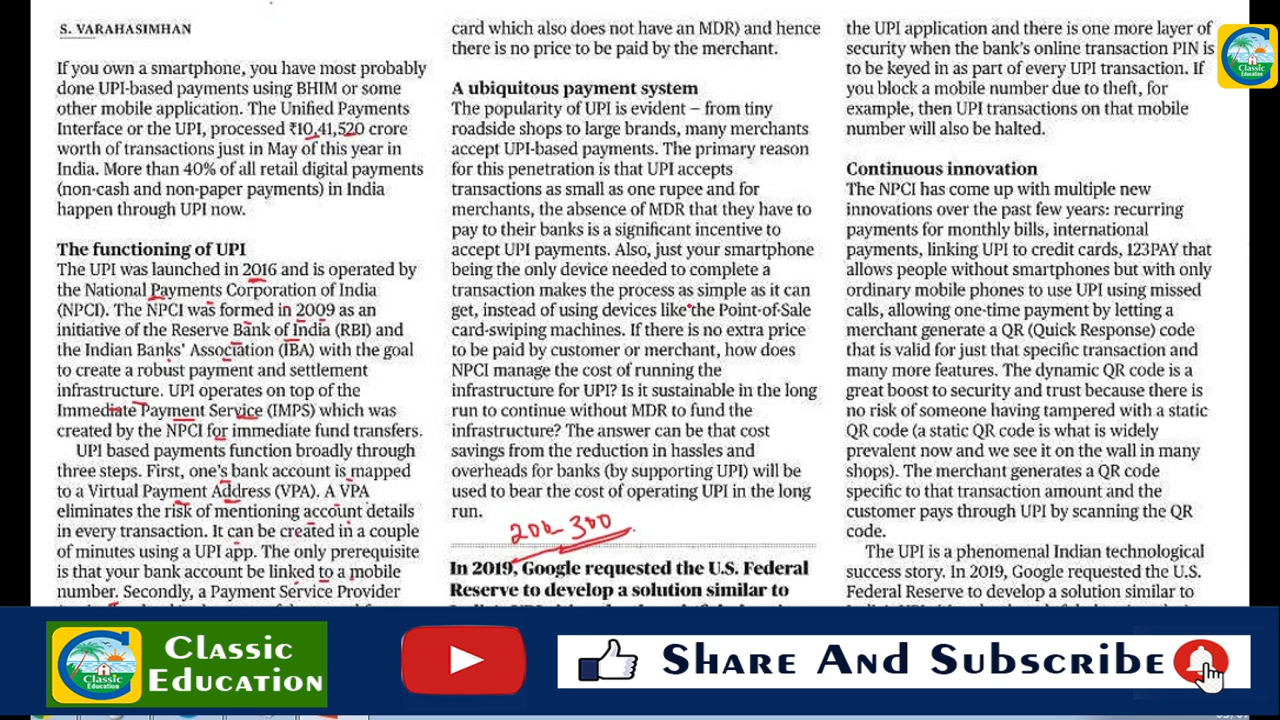 S. VARAHASIMHAN
If you own a smartphone, you have most probably
done UPI-based payments using BHIM or some
other mobile application. The Unified Payments
Interface or the UPI, processed ₹10,41,520 crore
worth of transactions just in May of this year in
India. More than 40% of all retail digital payments
(non-cash and non-paper payments) in India
happen through UPI now.
The functioning of UPI
The UPI was launched in 2016 and is operated by
the National Payments Corporation of India
(NPCI). The NPCI was formed in 2009 as an
initiative of the Reserve Bank of India (RBI) and
the Indian Banks' Association (IBA) with the goal
to create a robust payment and settlement
infrastructure. UPI operates on top of the
Immediate Payment Service (IMPS) which was
created by the NPCI for immediate fund transfers.
UPI based payments function broadly through
three steps. First, one's bank account is mapped
to a Virtual Payment Address (VPA). A VPA
eliminates the risk of mentioning account details
in every transaction. It can be created in a couple
of minutes using a UPI app. The only prerequisite
is that your bank account be linked to a mobile
number. Secondly, a Payment Service Provider
card which also does not have an MDR) and hence
there is no price to be paid by the merchant.
A ubiquitous payment system
The popularity of UPI is evident – from tiny
roadside shops to large brands, many merchants
accept UPI-based payments. The primary reason
for this penetration is that UPI accepts
transactions as small as one rupee and for
merchants, the absence of MDR that they have to
pay to their banks is a significant incentive to
accept UPI payments. Also, just your smartphone
being the only device needed to complete a
transaction makes the process as simple as it can
get, instead of using devices like the Point-of-Sale
card-swiping machines. If there is no extra price
to be paid by customer or merchant, how does
NPCI manage the cost of running the
infrastructure for UPI? Is it sustainable in the long
run to continue without MDR to fund the
infrastructure? The answer can be that cost
savings from the reduction in hassles and
overheads for banks (by supporting UPI) will be
used to bear the cost of operating UPI in the long
run.
200-300
In 2019, Google requested the U.S. Federal
Reserve to develop a solution similar to
the UPI application and there is one more layer of
security when the bank's online transaction PIN is
to be keyed in as part of every UPI transaction. If
you block a mobile number due to theft, for
example, then UPI transactions on that mobile
number will also be halted.
Continuous innovation
The NPCI has come up with multiple new
innovations over the past few years: recurring
payments for monthly bills, international
payments, linking UPI to credit cards, 123PAY that
allows people without smartphones but with only
ordinary mobile phones to use UPI using missed
calls, allowing one-time payment by letting a
merchant generate a QR (Quick Response) code
that is valid for just that specific transaction and
many more features. The dynamic QR code is a
great boost to security and trust because there is
no risk of someone having tampered with a static
QR code (a static QR code is what is widely
prevalent now and we see it on the wall in many
shops). The merchant generates a QR code
specific to that transaction amount and the
customer pays through UPI by scanning the QR
code.
The UPI is a phenomenal Indian technological
success story. In 2019, Google requested the U.S.
Federal Reserve to develop a solution similar to
Classic
Education
Classic
Education
Classic
Education
Share And Subscribe